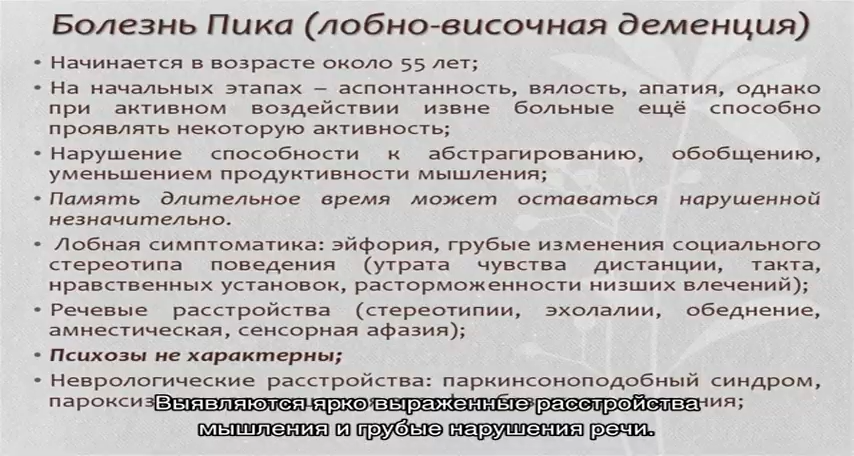 Болезнь Пика (лобно-височная деменция)
• Начинается в возрасте около 55 лет;
• На начальных этапах – аспонтанность, вялость, апатия, однако
при активном воздействии извне больные ещё способно
проявлять некоторую активность;
• Нарушение способности к абстрагированию, обобщению,
уменьшением продуктивности мышления;
• Память длительное время может оставаться нарушенной
незначительно.
• Лобная симптоматика: эйфория, грубые изменения социального
стереотипа поведения (утрата чувства дистанции, такта,
нравственных установок, расторможенности низших влечений);
• Речевые расстройства (стереотипии, эхолалии, обеднение,
амнестическая, сенсорная афазия);
• Психозы не характерны;
• Неврологические расстройства: паркинсоноподобный синдром,
Выявляются ярко выраженные расстройства
мышления и грубые нарушения речи.